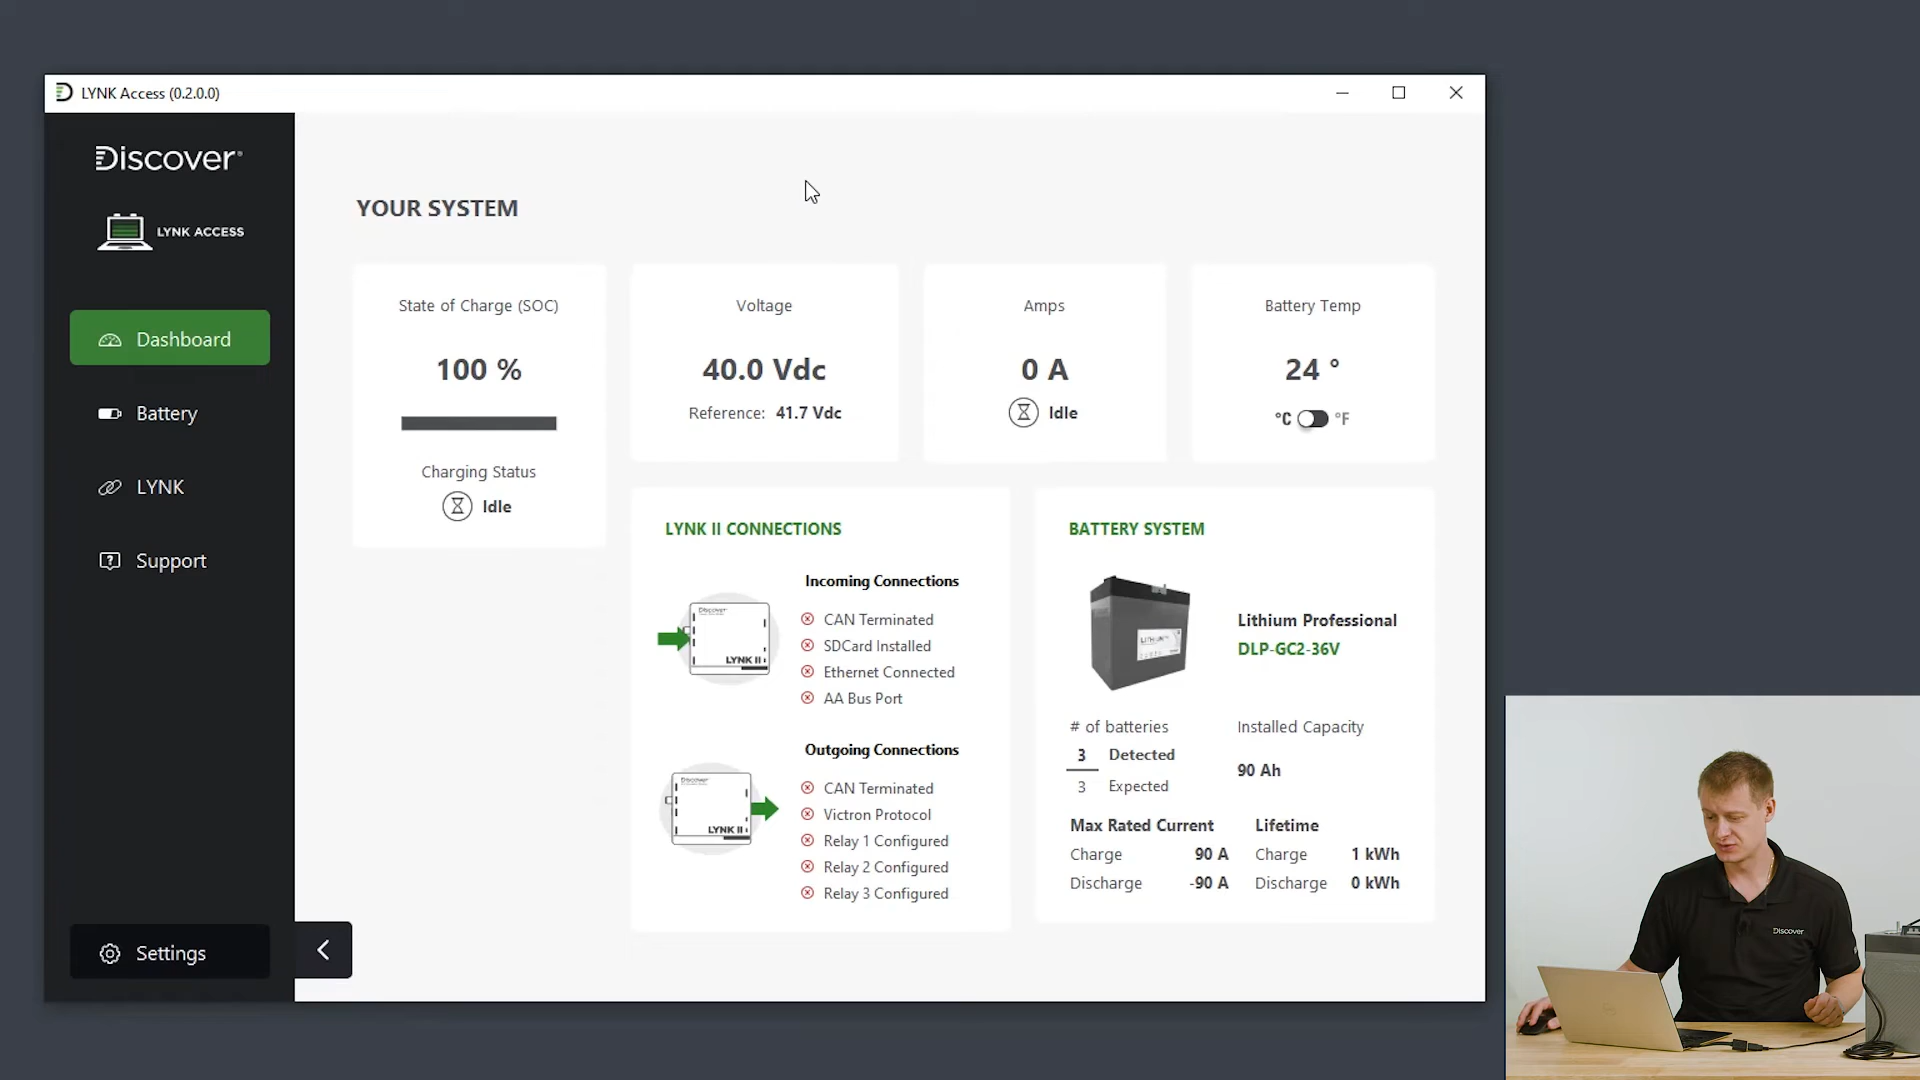 LYNK Access (0.2.0.0)
Discover
LYNK ACCESS
Dashboard
Battery
LYNK
Support
Settings
YOUR SYSTEM
State of Charge (SOC)
100 %
Charging Status
Idle
Voltage
40.0 Vdc
Reference: 41.7 Vdc
Amps
0 A
Idle
Battery Temp
24 °
°C °F
LYNK II CONNECTIONS
Incoming Connections
CAN Terminated
SDCard Installed
Ethernet Connected
AA Bus Port
Discover
LYNK II
Outgoing Connections
CAN Terminated
Victron Protocol
Relay 1 Configured
Relay 2 Configured
Relay 3 Configured
Discover
LYNK II
BATTERY SYSTEM
LITHIUM
Lithium Professional
DLP-GC2-36V
# of batteries
3 Detected
3 Expected
Installed Capacity
90 Ah
Max Rated Current
Charge 90 A
Discharge -90 A
Lifetime
Charge 1 kWh
Discharge 0 kWh
Discover